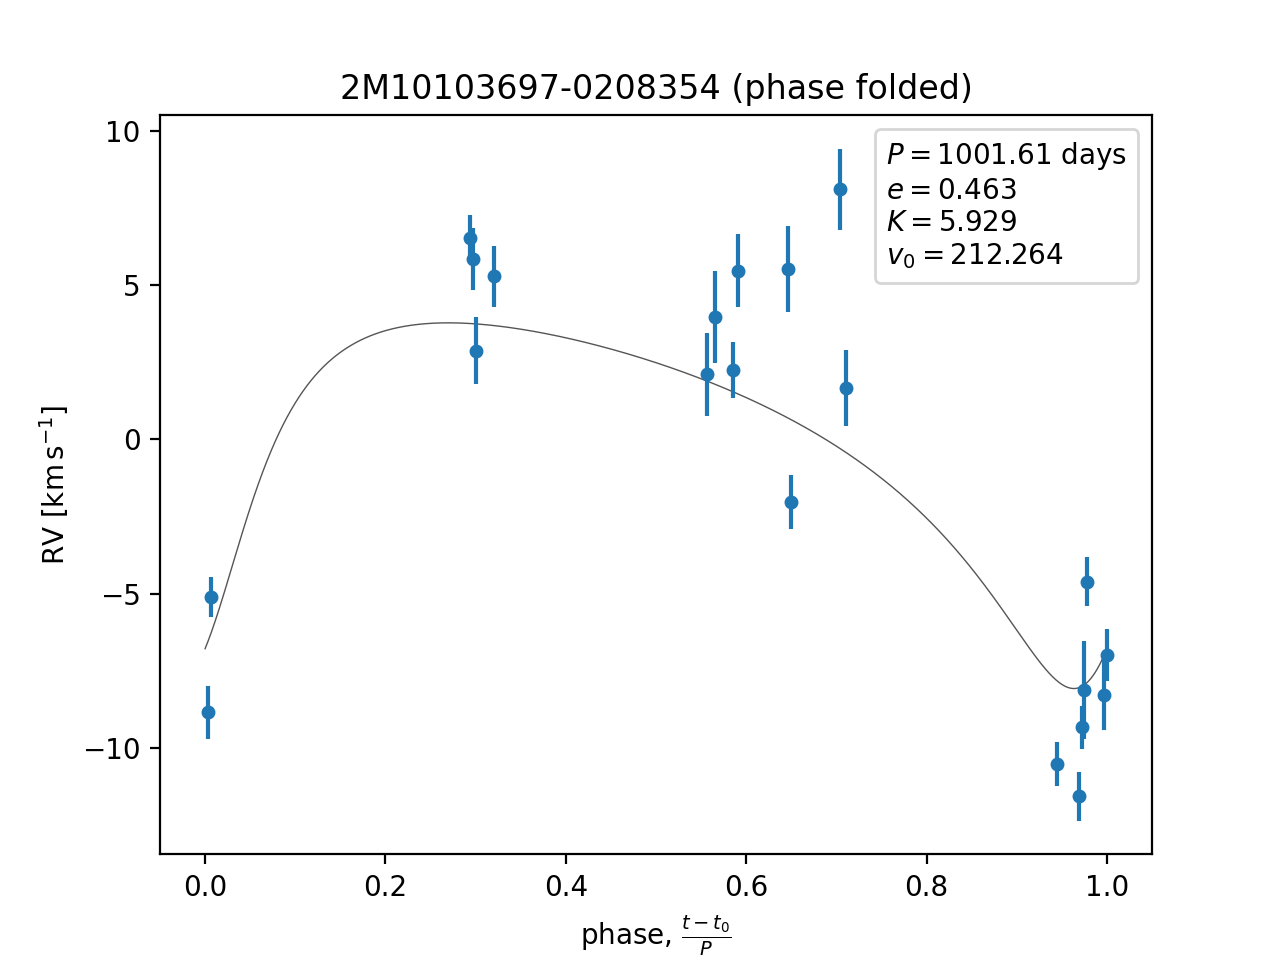 2M10103697-0208354 (phase folded)
P = 1001.61 days
e = 0.463
K = 5.929
v₀ = 212.264
10
5
0
−5
−10
RV [km s⁻¹]
0.0 0.2 0.4 0.6 0.8 1.0
phase, (t − t₀)/P